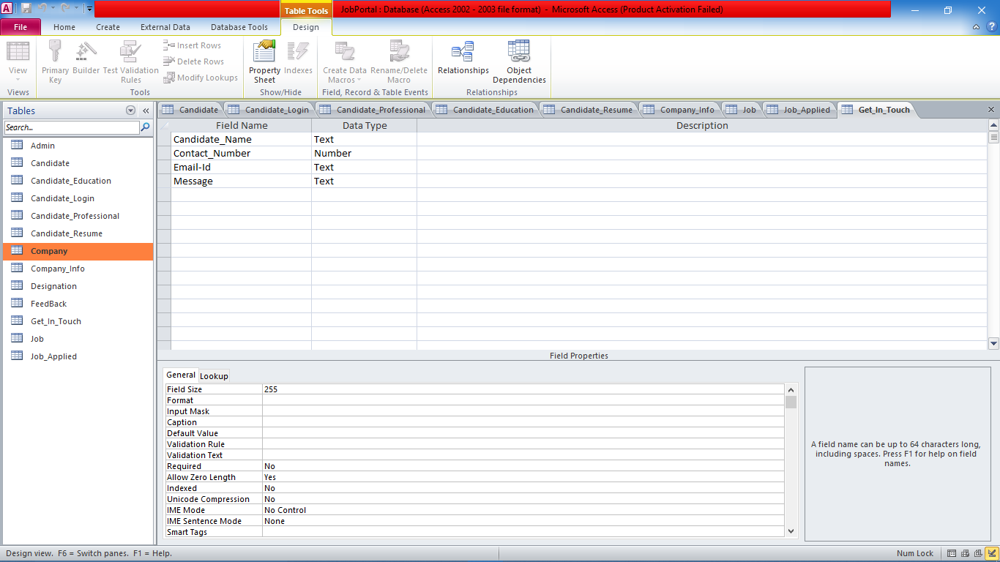 Table Tools
JobPortal : Database (Access 2002 - 2003 file format) - Microsoft Access (Product Activation Failed)
File Home Create External Data Database Tools Design
View
Primary Key
Builder
Test Validation Rules
Insert Rows
Delete Rows
Modify Lookups
Property Sheet
Indexes
Create Data Macros
Rename/Delete Macro
Relationships
Object Dependencies
Views Tools Show/Hide Field, Record & Table Events Relationships
Tables
Search...
Admin
Candidate
Candidate_Education
Candidate_Login
Candidate_Professional
Candidate_Resume
Company
Company_Info
Designation
FeedBack
Get_In_Touch
Job
Job_Applied
Candidate Candidate_Login Candidate_Professional Candidate_Education Candidate_Resume Company_Info Job Job_Applied Get_In_Touch
Field Name Data Type Description
Candidate_Name Text
Contact_Number Number
Email-Id Text
Message Text
Field Properties
General Lookup
Field Size 255
Format
Input Mask
Caption
Default Value
Validation Rule
Validation Text
Required No
Allow Zero Length Yes
Indexed No
Unicode Compression No
IME Mode No Control
IME Sentence Mode None
Smart Tags
A field name can be up to 64 characters long,
including spaces. Press F1 for help on field
names.
Design view. F6 = Switch panes. F1 = Help.
Num Lock